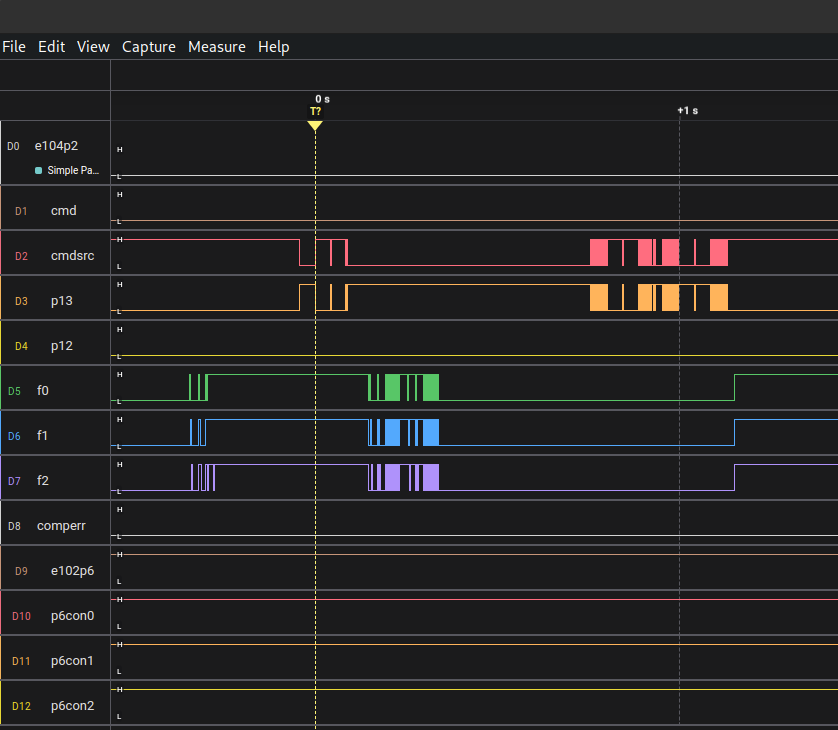 File Edit View Capture Measure Help
0 s
T?
+1 s
D0 e104p2
H
Simple Pa...
L
H
D1 cmd
L
H
D2 cmdsrc
L
H
D3 p13
L
H
D4 p12
L
H
D5 f0
L
H
D6 f1
L
H
D7 f2
L
H
D8 comperr
L
H
D9 e102p6
L
H
D10 p6con0
L
H
D11 p6con1
L
H
D12 p6con2
L